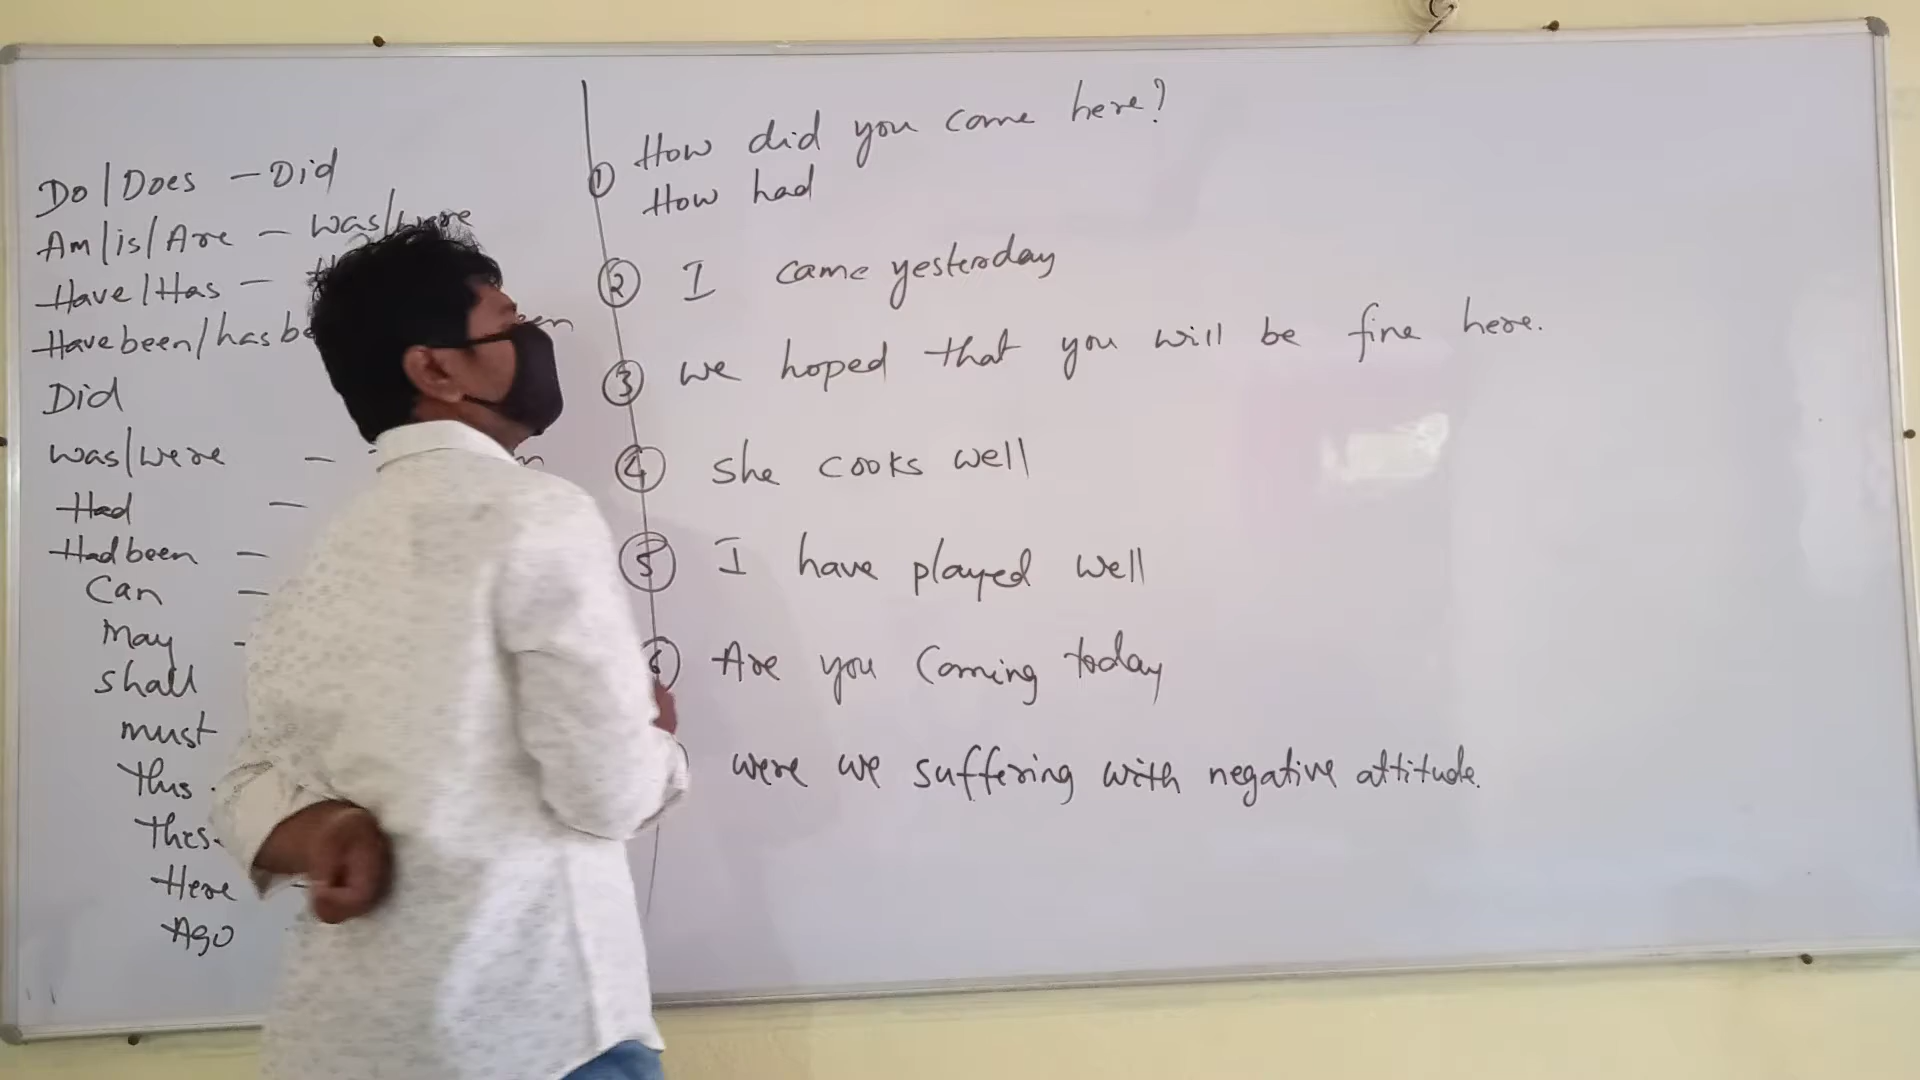 Do/Does - Did
Am/is/Are - was/were
Have/Has -
Have been/has be
Did
was/were -
Had -
Had been -
Can -
May -
Shall
must
This
Thes
Here
Ago
① How did you come here?
How had
② I came yesterday
③ we hoped that you will be fine here.
④ She cooks well
⑤ I have played well
⑥ Are you Coming today
were we suffering with negative attitude.